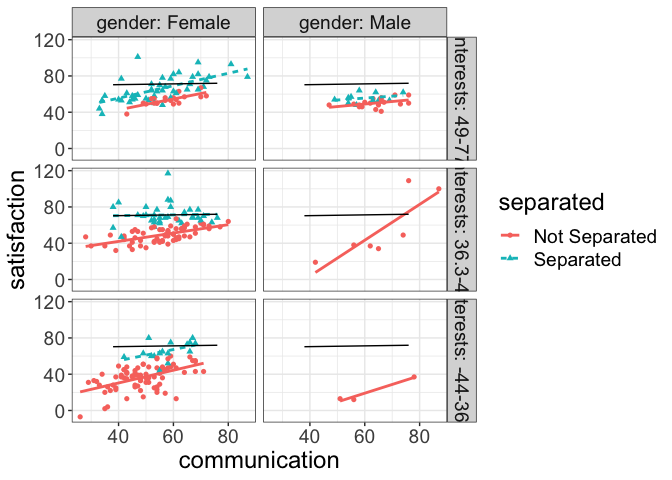 gender: Female
gender: Male
120
80
40
0
nterests: 49-77
120
80
40
0
terests: 36.3-4
120
80
40
0
terests: -44-36
40
60
80
40
60
80
satisfaction
communication
separated
Not Separated
Separated